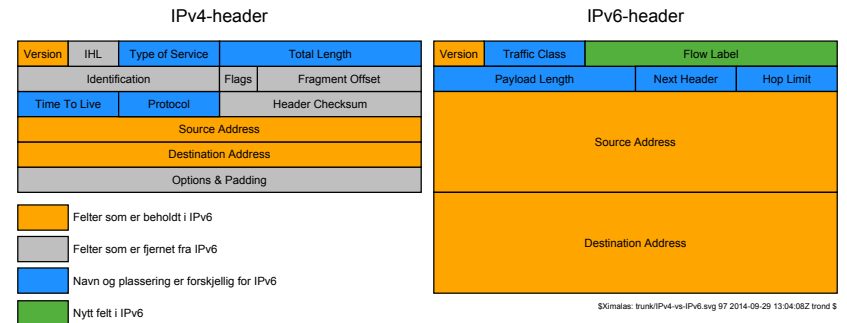 IPv4-header
Version IHL Type of Service Total Length
Identification Flags Fragment Offset
Time To Live Protocol Header Checksum
Source Address
Destination Address
Options & Padding
Felter som er beholdt i IPv6
Felter som er fjernet fra IPv6
Navn og plassering er forskjellig for IPv6
Nytt felt i IPv6
IPv6-header
Version Traffic Class Flow Label
Payload Length Next Header Hop Limit
Source Address
Destination Address
$Ximalas: trunk/IPv4-vs-IPv6.svg 97 2014-09-29 13:04:08Z trond $